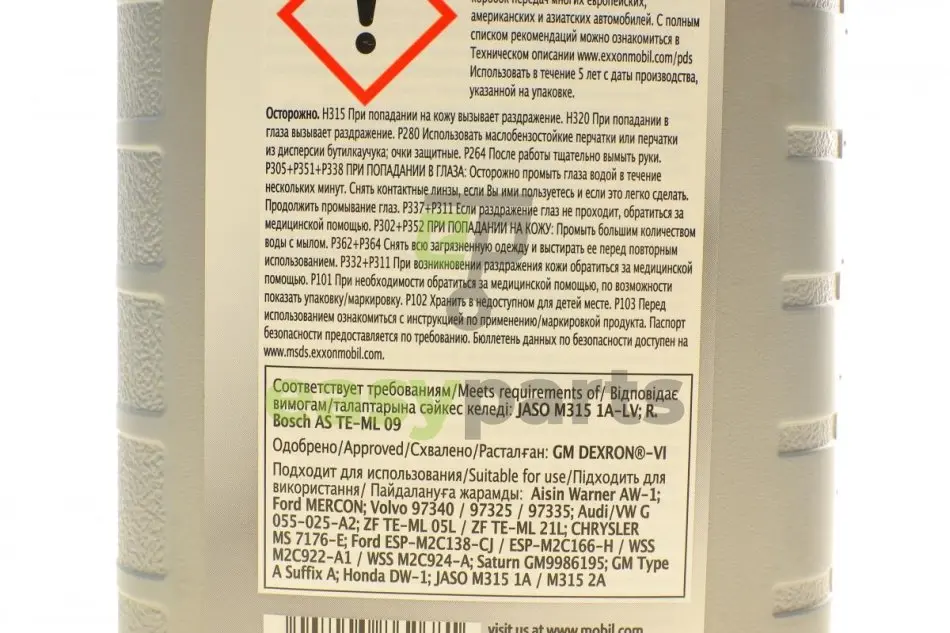 коробок передач многих европейских,
американских и азиатских автомобилей. С полным
списком рекомендаций можно ознакомиться в
Техническом описании www.exxonmobil.com/pds
Использовать в течение 5 лет с даты производства,
указанной на упаковке.
Осторожно. H315 При попадании на кожу вызывает раздражение. H320 При попадании в
глаза вызывает раздражение. P280 Использовать маслобензостойкие перчатки или перчатки
из дисперсии бутилкаучука; очки защитные. P264 После работы тщательно вымыть руки.
P305+P351+P338 ПРИ ПОПАДАНИИ В ГЛАЗА: Осторожно промыть глаза водой в течение
нескольких минут. Снять контактные линзы, если Вы ими пользуетесь и если это легко сделать.
Продолжить промывание глаз. P337+P311 Если раздражение глаз не проходит, обратиться за
медицинской помощью. P302+P352 ПРИ ПОПАДАНИИ НА КОЖУ: Промыть большим количеством
воды с мылом. P362+P364 Снять всю загрязненную одежду и выстирать ее перед повторным
использованием. P332+P311 При возникновении раздражения кожи обратиться за медицинской
помощью. P101 При необходимости обратиться за медицинской помощью, по возможности
показать упаковку/маркировку. P102 Хранить в недоступном для детей месте. P103 Перед
использованием ознакомиться с инструкцией по применению/маркировкой продукта. Паспорт
безопасности предоставляется по требованию. Бюллетень данных по безопасности доступен на
www.msds.exxonmobil.com.
Соответствует требованиям/Meets requirements of/ Відповідає
вимогам/талаптарына сәйкес келеді: JASO M315 1A-LV; R.
Bosch AS TE-ML 09
easyparts
Одобрено/Approved/Схвалено/Расталған: GM DEXRON®-VI
Подходит для использования/Suitable for use/Підходить для
використання/ Пайдалануға жарамды: Aisin Warner AW-1;
Ford MERCON; Volvo 97340 / 97325 / 97335; Audi/VW G
055-025-A2; ZF TE-ML 05L / ZF TE-ML 21L; CHRYSLER
MS 7176-E; Ford ESP-M2C138-CJ / ESP-M2C166-H / WSS
M2C922-A1 / WSS M2C924-A; Saturn GM9986195; GM Type
A Suffix A; Honda DW-1; JASO M315 1A / M315 2A
visit us at www.mobil.com